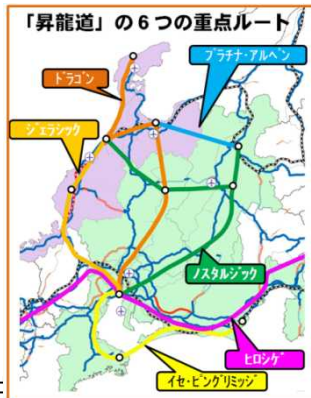 「昇龍道」の6つの重点ルート
ドラゴン
プラチナ・アルペン
ジェラシック
ノスタルジック
ヒロシゲ
イセ・ピングリミッジ